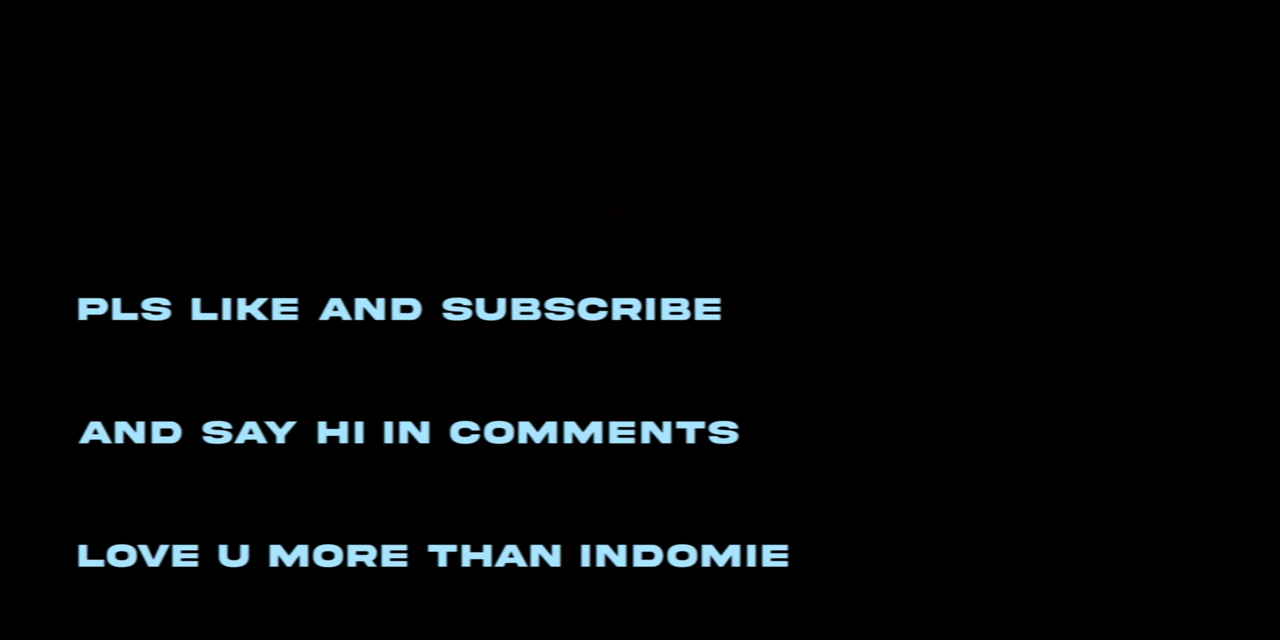 PLS LIKE AND SUBSCRIBE
AND SAY HI IN COMMENTS
LOVE U MORE THAN INDOMIE